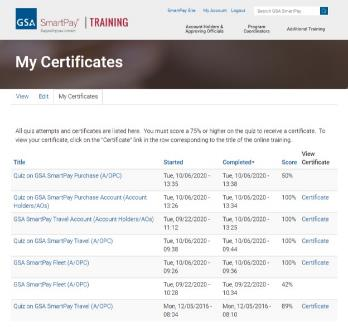 SmartPay Site My Account Logout Search GSA SmartPay
GSA SmartPay® TRAINING
Account Holders & Approving Officials
Program Coordinators
Additional Training
My Certificates
View Edit My Certificates
All quiz attempts and certificates are listed here. You must score a 75% or higher on the quiz to receive a certificate. To
view your certificate, click on the "Certificate" link in the row corresponding to the title of the online training.
Title Started Completed Score View Certificate
Quiz on GSA SmartPay Purchase (A/OPC) Tue, 10/06/2020 - 13:35 Tue, 10/06/2020 - 13:38 50%
Quiz on GSA SmartPay Purchase Account (Account Holders/AOs) Tue, 10/06/2020 - 13:26 Tue, 10/06/2020 - 13:34 100% Certificate
GSA SmartPay Travel Account (Account Holders/AOs) Tue, 09/22/2020 - 11:12 Tue, 10/06/2020 - 13:25 100% Certificate
Quiz on GSA SmartPay Travel (A/OPC) Tue, 10/06/2020 - 09:38 Tue, 10/06/2020 - 09:44 100% Certificate
GSA SmartPay Fleet (A/OPC) Tue, 10/06/2020 - 09:26 Tue, 10/06/2020 - 09:36 100% Certificate
GSA SmartPay Fleet (A/OPC) Tue, 09/22/2020 - 10:28 Tue, 09/22/2020 - 10:34 42%
Quiz on GSA SmartPay Travel (A/OPC) Mon, 12/05/2016 - 08:04 Mon, 12/05/2016 - 08:10 89% Certificate